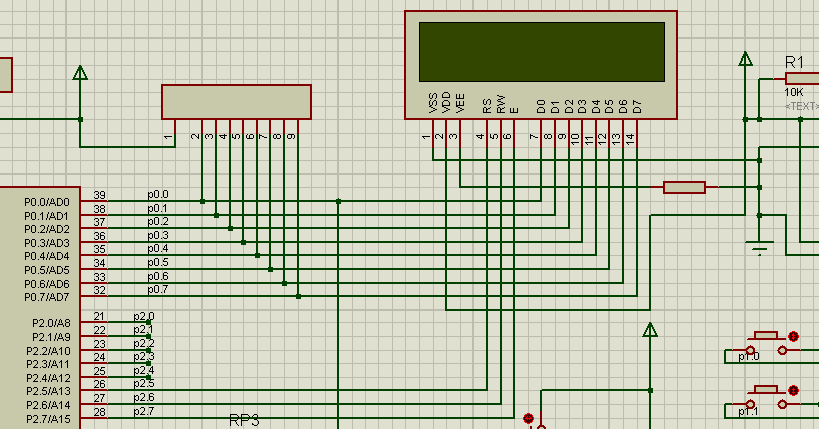 R1
10K
<TEXT>
VSS
VDD
VEE
RS
RW
E
D0
D1
D2
D3
D4
D5
D6
D7
1
2
3
4
5
6
7
8
9
10
11
12
13
14
1
2
3
4
5
6
7
8
9
P0.0/AD0 39 p0.0
P0.1/AD1 38 p0.1
P0.2/AD2 37 p0.2
P0.3/AD3 36 p0.3
P0.4/AD4 35 p0.4
P0.5/AD5 34 p0.5
P0.6/AD6 33 p0.6
P0.7/AD7 32 p0.7
P2.0/A8 21 p2.0
P2.1/A9 22 p2.1
P2.2/A10 23 p2.2
P2.3/A11 24 p2.3
P2.4/A12 25 p2.4
P2.5/A13 26 p2.5
P2.6/A14 27 p2.6
P2.7/A15 28 p2.7
RP3
p1.0
p1.1